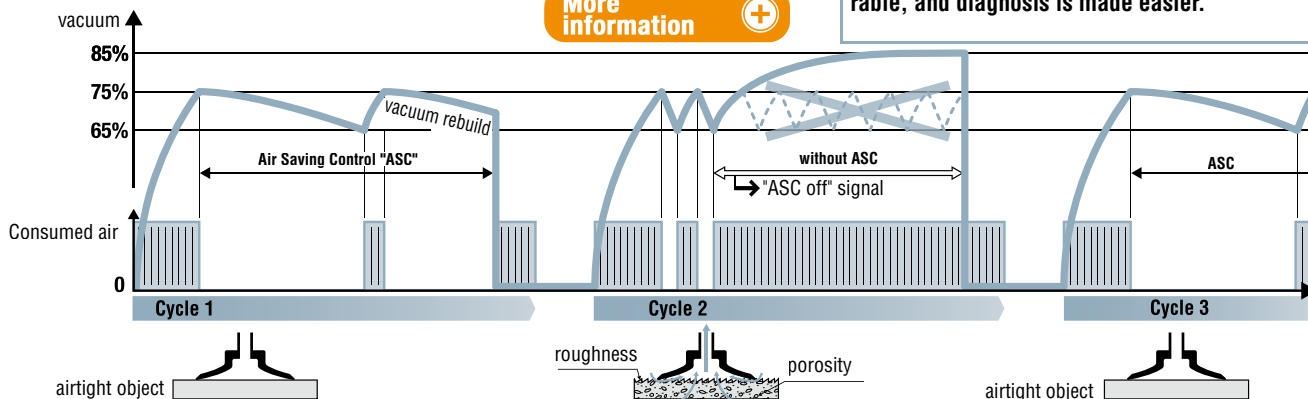 More
information
rable, and diagnosis is made easier.
vacuum
85%
75%
65%
vacuum rebuild
Air Saving Control "ASC"
without ASC
"ASC off" signal
ASC
Consumed air
0
Cycle 1
Cycle 2
Cycle 3
roughness
porosity
airtight object
airtight object